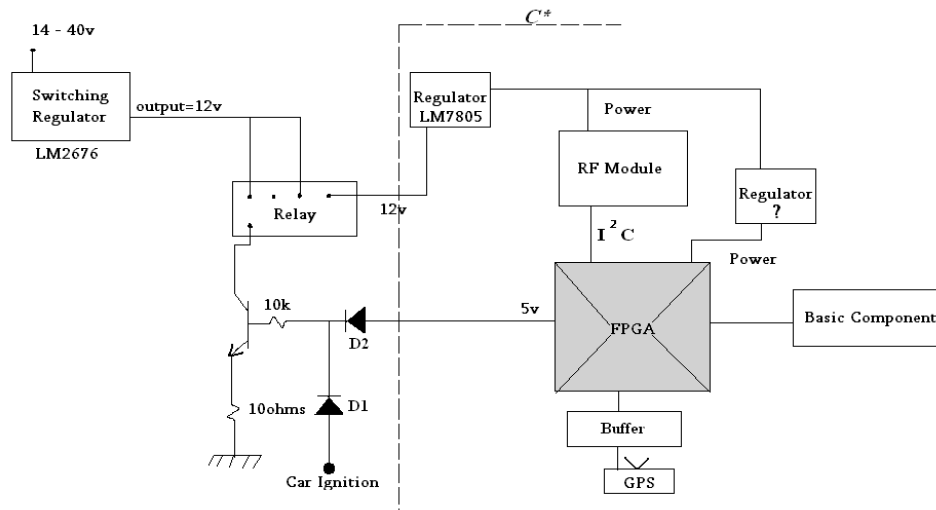 C*
14 - 40v
Switching
Regulator
LM2676
output=12v
Regulator
LM7805
Power
RF Module
Regulator
?
Relay
12v
I²C
Power
10k
D2
5v
FPGA
Basic Component
10ohms
D1
Car Ignition
Buffer
GPS